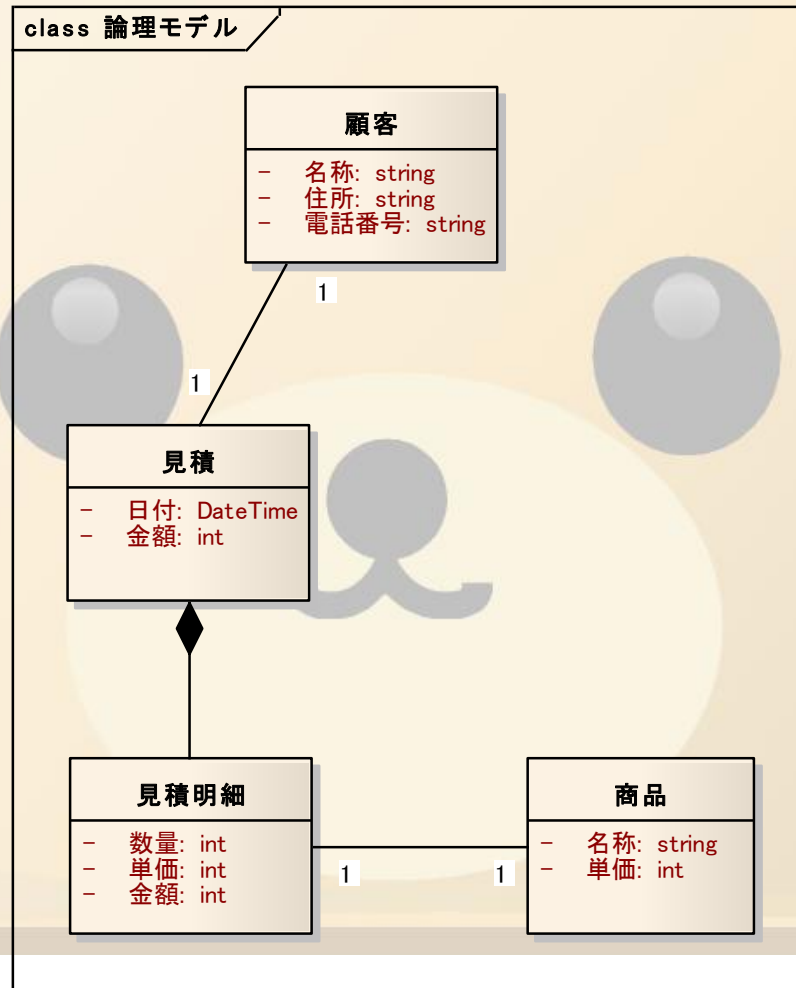 class 論理モデル
顧客
- 名称: string
- 住所: string
- 電話番号: string
1
1
見積
- 日付: DateTime
- 金額: int
見積明細
- 数量: int
- 単価: int
- 金額: int
1
1
商品
- 名称: string
- 単価: int